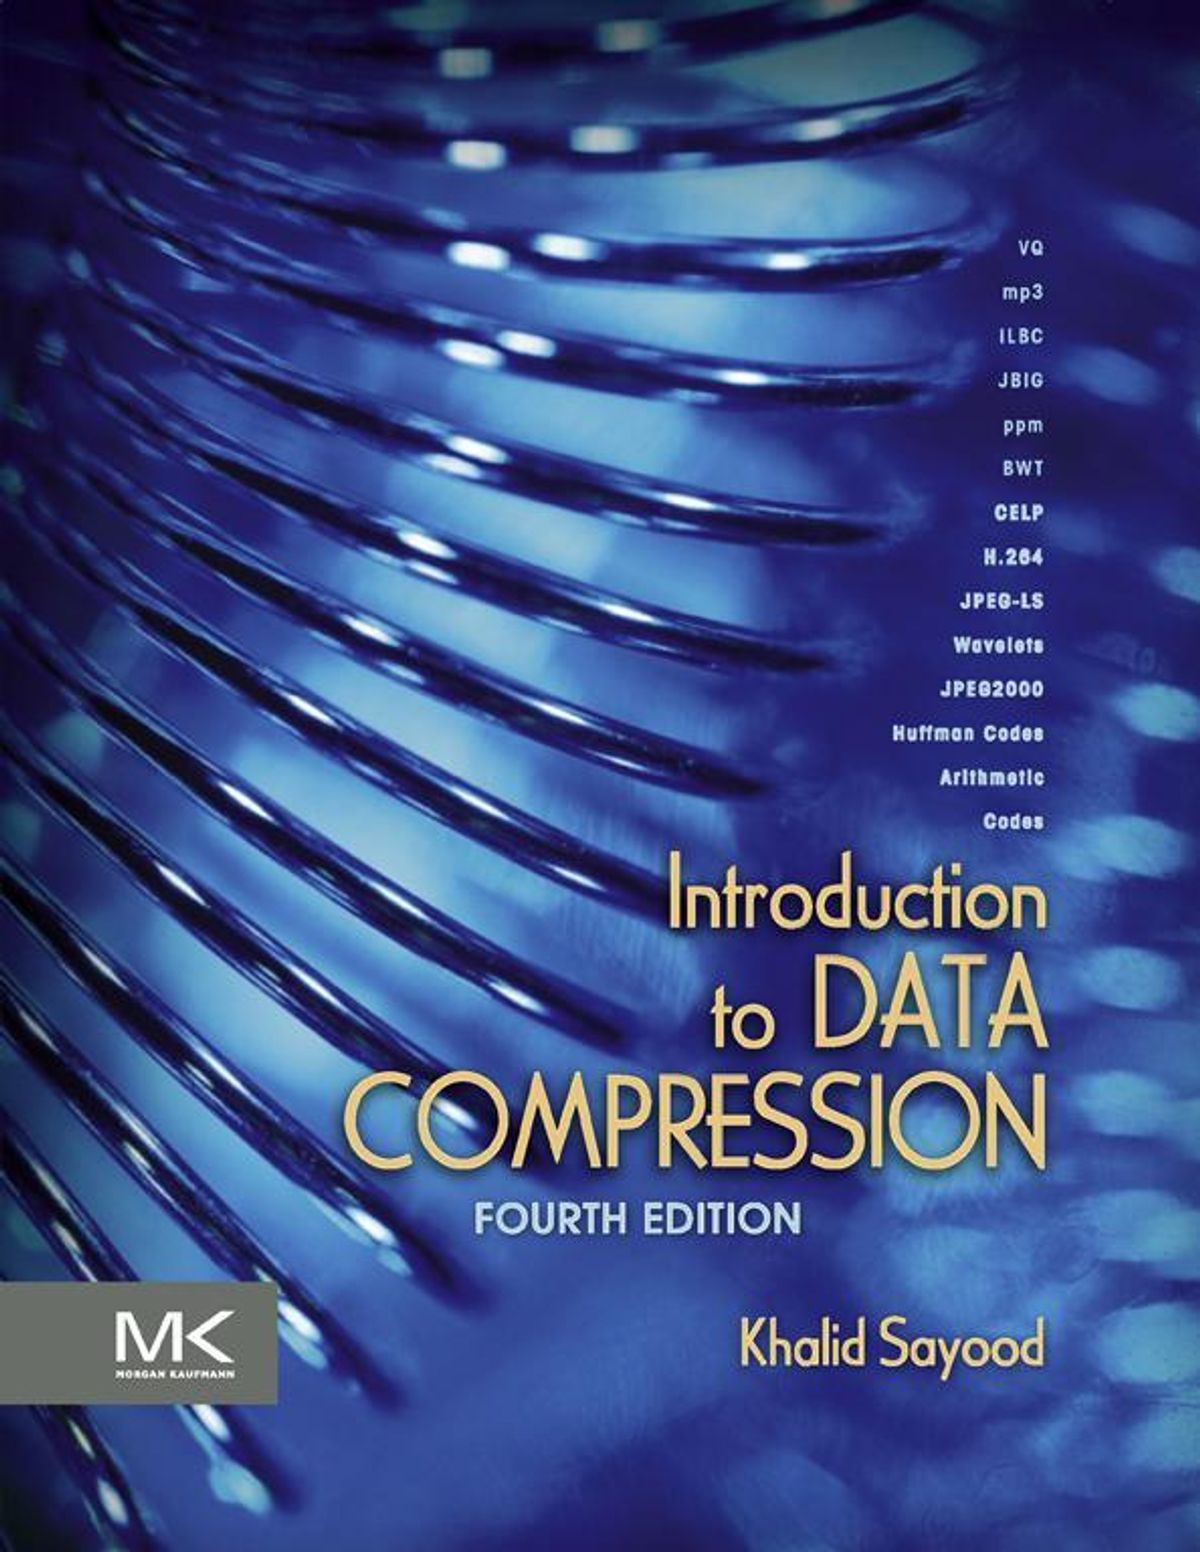 VQ
mp3
ILBC
JBIG
ppm
BWT
CELP
H.264
JPEG-LS
Wavelets
JPEG2000
Huffman Codes
Arithmetic
Codes
Introduction
to DATA
COMPRESSION
FOURTH EDITION
Khalid Sayood
MK
MORGAN KAUFMANN